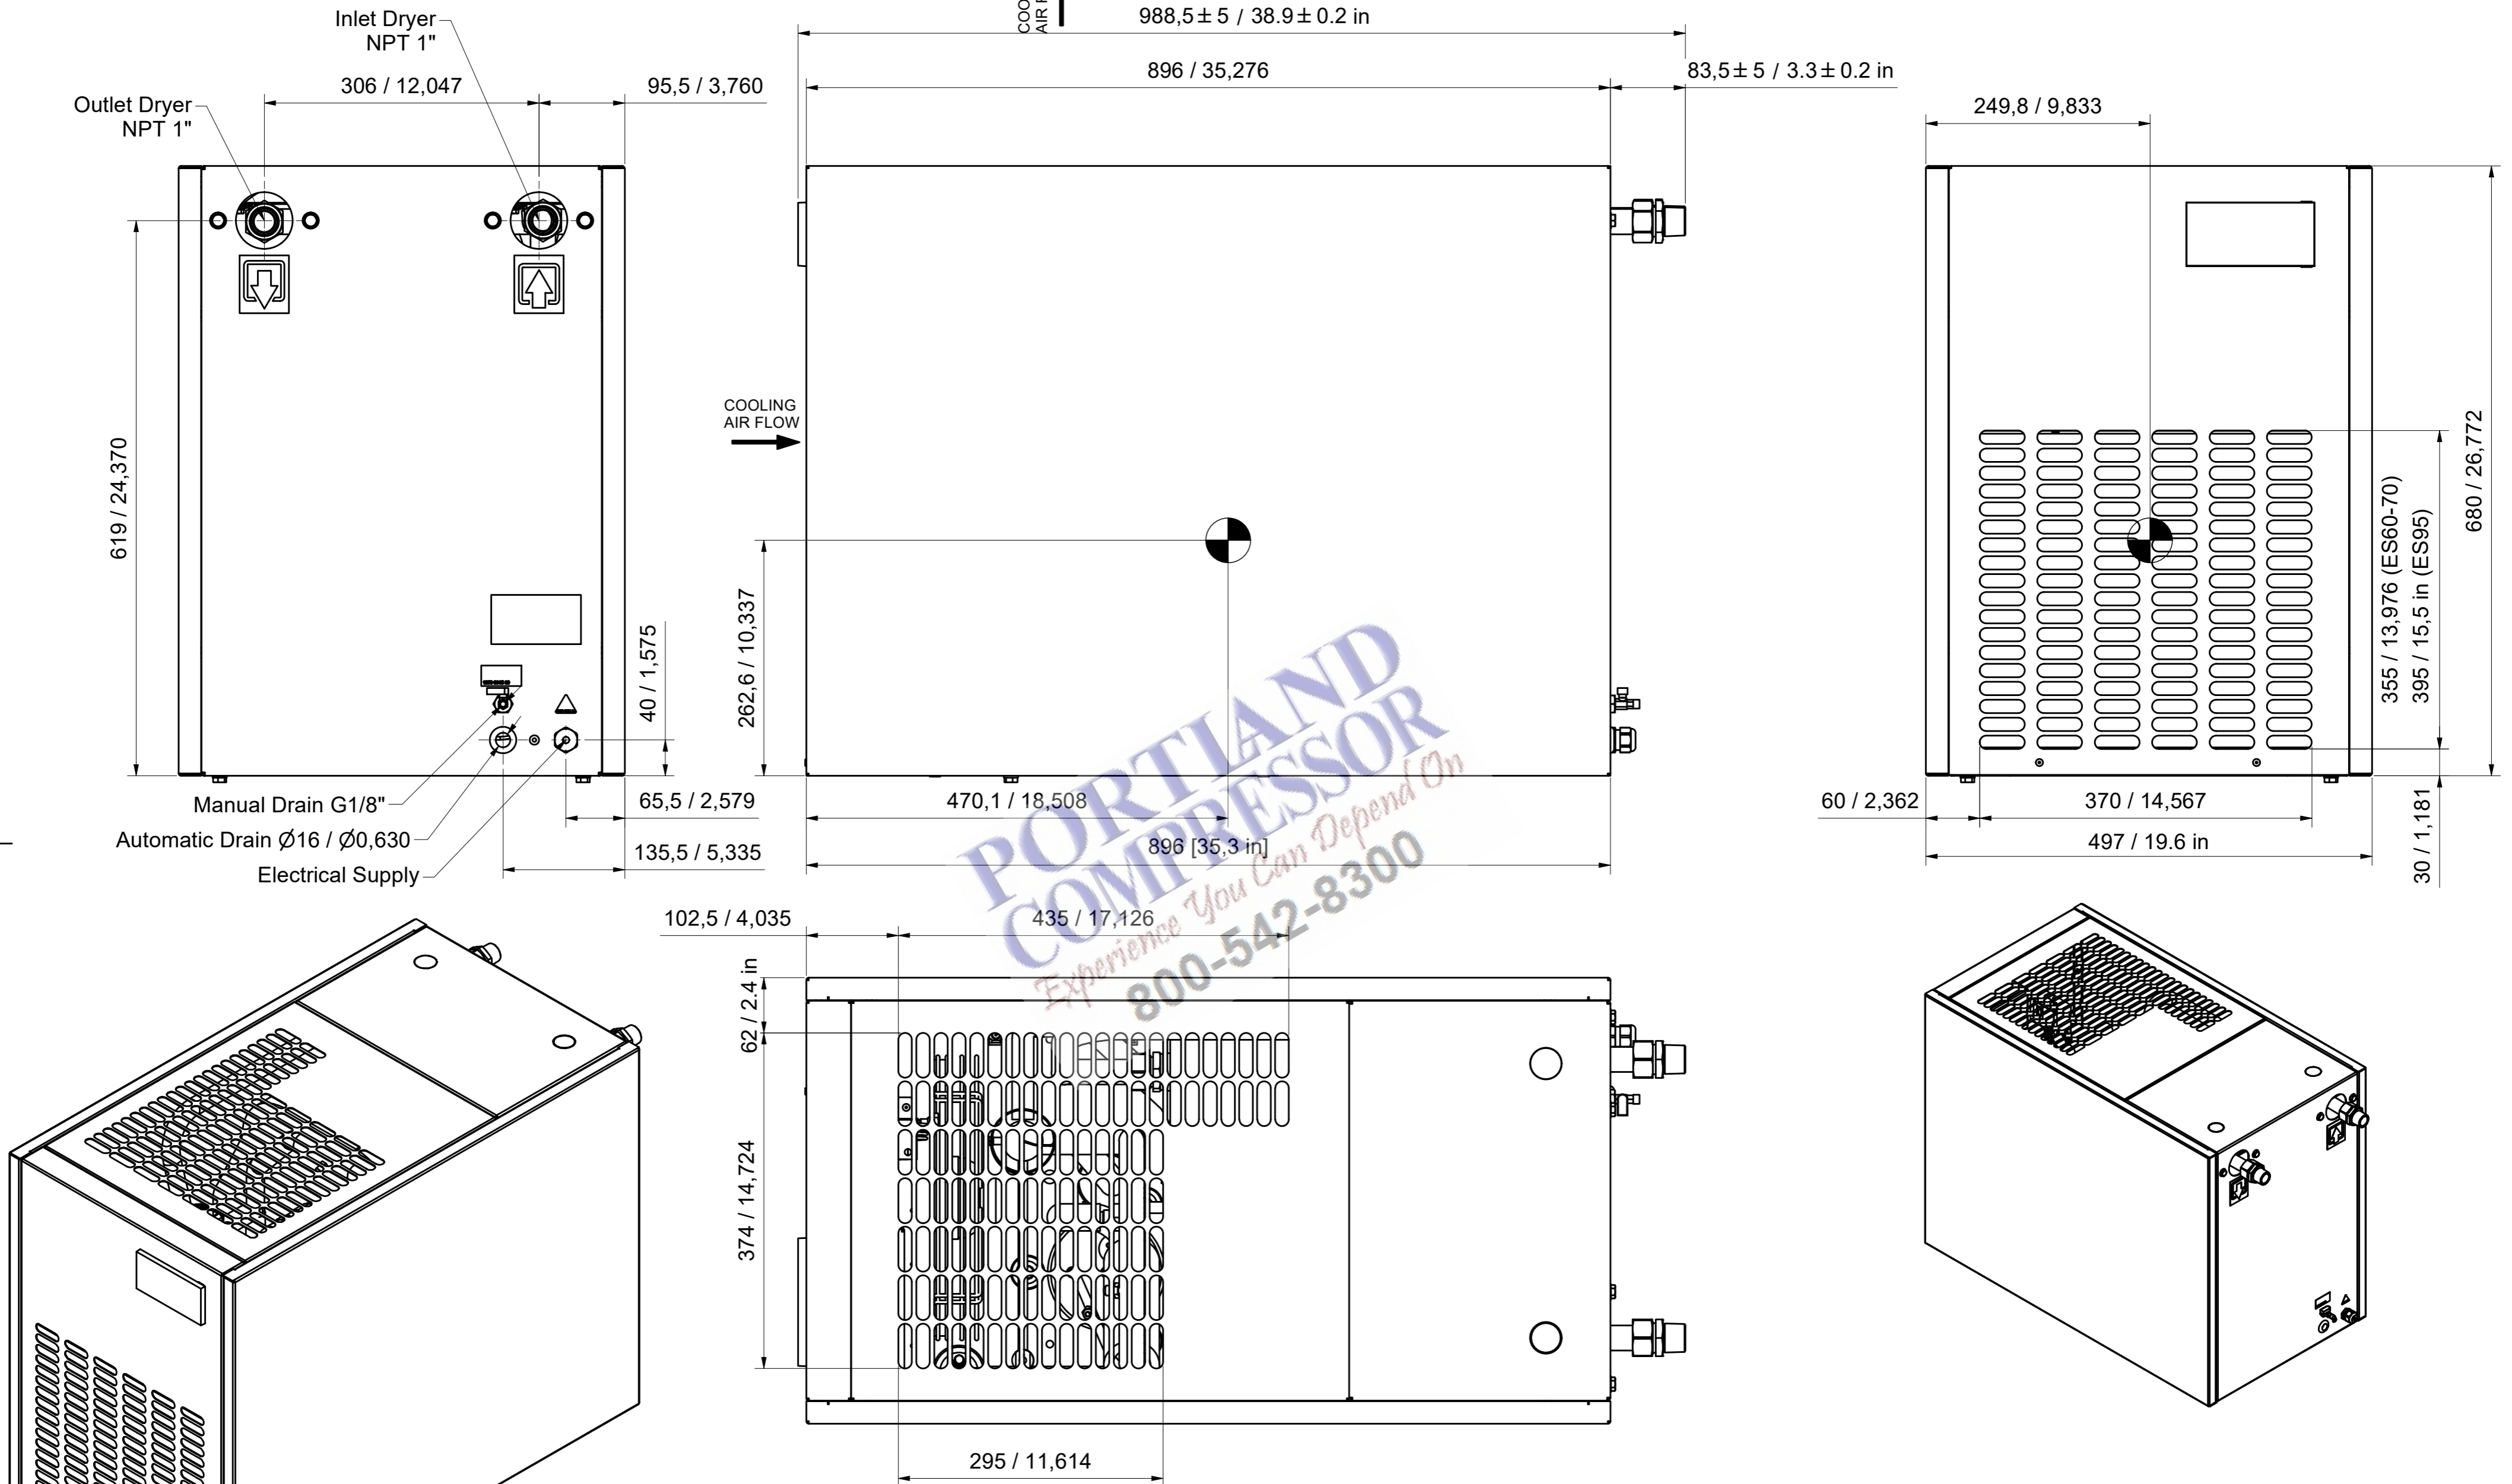 COO
AIR F
988,5±5 / 38.9±0.2 in
Inlet Dryer
NPT 1"
306 / 12,047
95,5 / 3,760
896 / 35,276
83,5±5 / 3.3±0.2 in
Outlet Dryer
NPT 1"
249,8 / 9,833
COOLING
AIR FLOW
619 / 24,370
680 / 26,772
355 / 13,976 (ES60-70)
395 / 15,5 in (ES95)
262,6 / 10,337
40 / 1,575
Manual Drain G1/8"
65,5 / 2,579
470,1 / 18,508
60 / 2,362
370 / 14,567
30 / 1,181
Automatic Drain Ø16 / Ø0,630
135,5 / 5,335
896 [35,3 in]
497 / 19.6 in
Electrical Supply
PORTLAND
COMPRESSOR
Experience You Can Depend On
800-542-8300
102,5 / 4,035
435 / 17,126
62 / 2.4 in
374 / 14,724
295 / 11,614